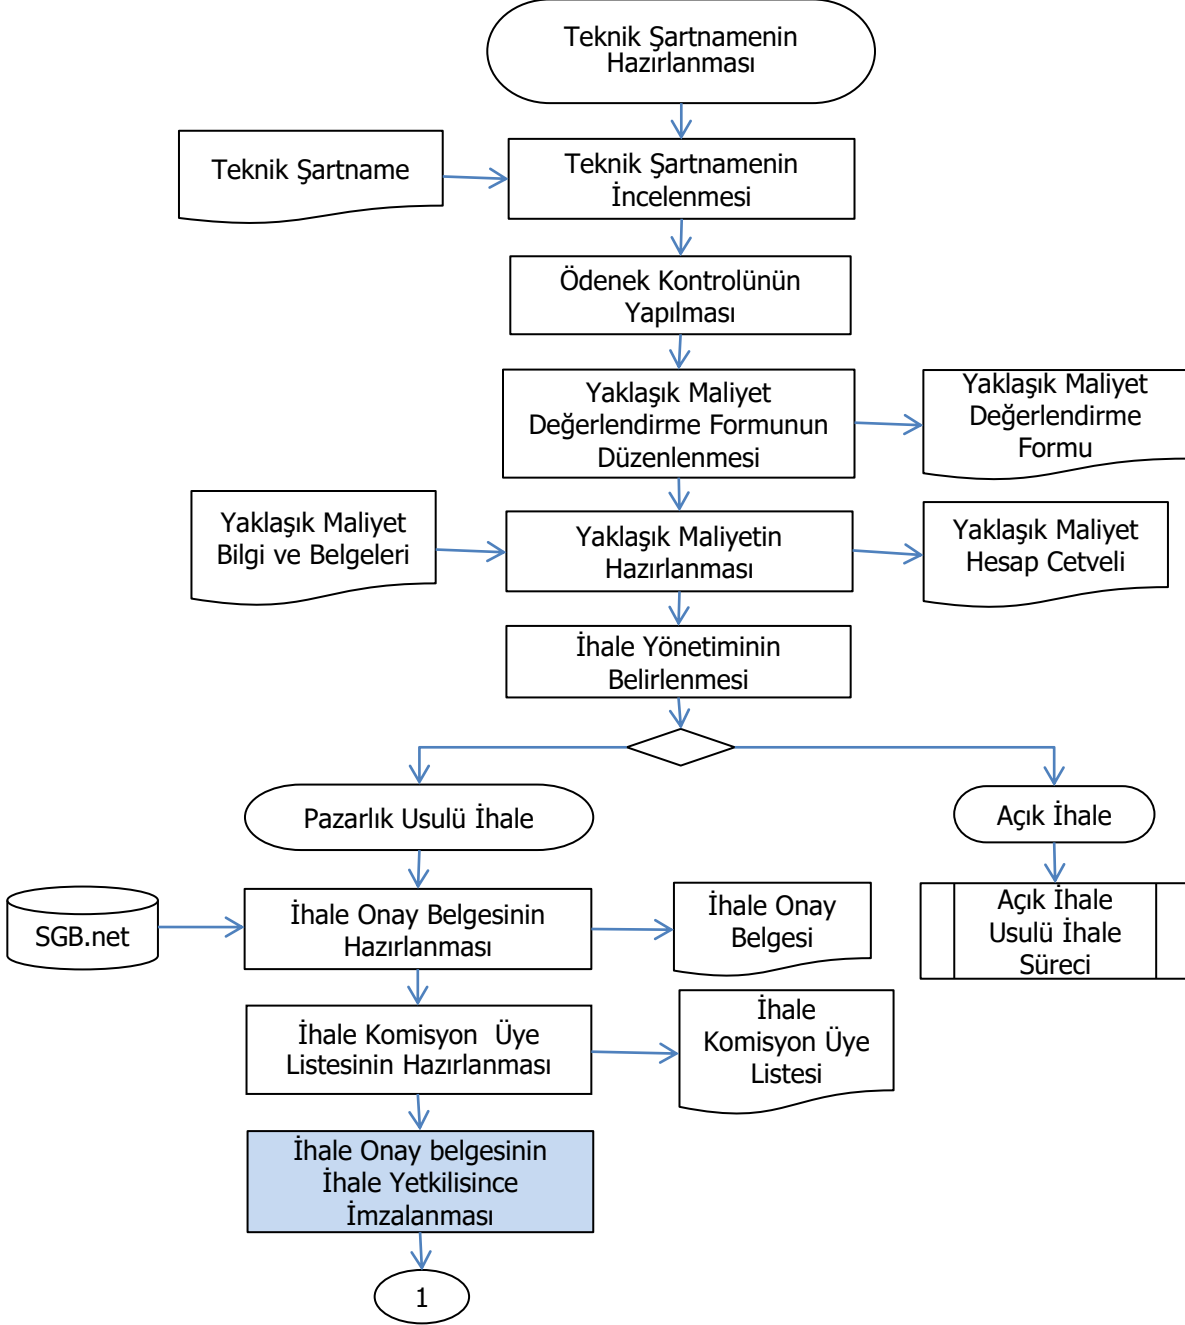 Teknik Şartnamenin
Hazırlanması
Teknik Şartname
Teknik Şartnamenin
İncelenmesi
Ödenek Kontrolünün
Yapılması
Yaklaşık Maliyet
Değerlendirme Formunun
Düzenlenmesi
Yaklaşık Maliyet
Değerlendirme
Formu
Yaklaşık Maliyet
Bilgi ve Belgeleri
Yaklaşık Maliyetin
Hazırlanması
Yaklaşık Maliyet
Hesap Cetveli
İhale Yönetiminin
Belirlenmesi
Pazarlık Usulü İhale
Açık İhale
SGB.net
İhale Onay Belgesinin
Hazırlanması
İhale Onay
Belgesi
Açık İhale
Usulü İhale
Süreci
İhale Komisyon  Üye
Listesinin Hazırlanması
İhale
Komisyon Üye
Listesi
İhale Onay belgesinin
İhale Yetkilisince
İmzalanması
1